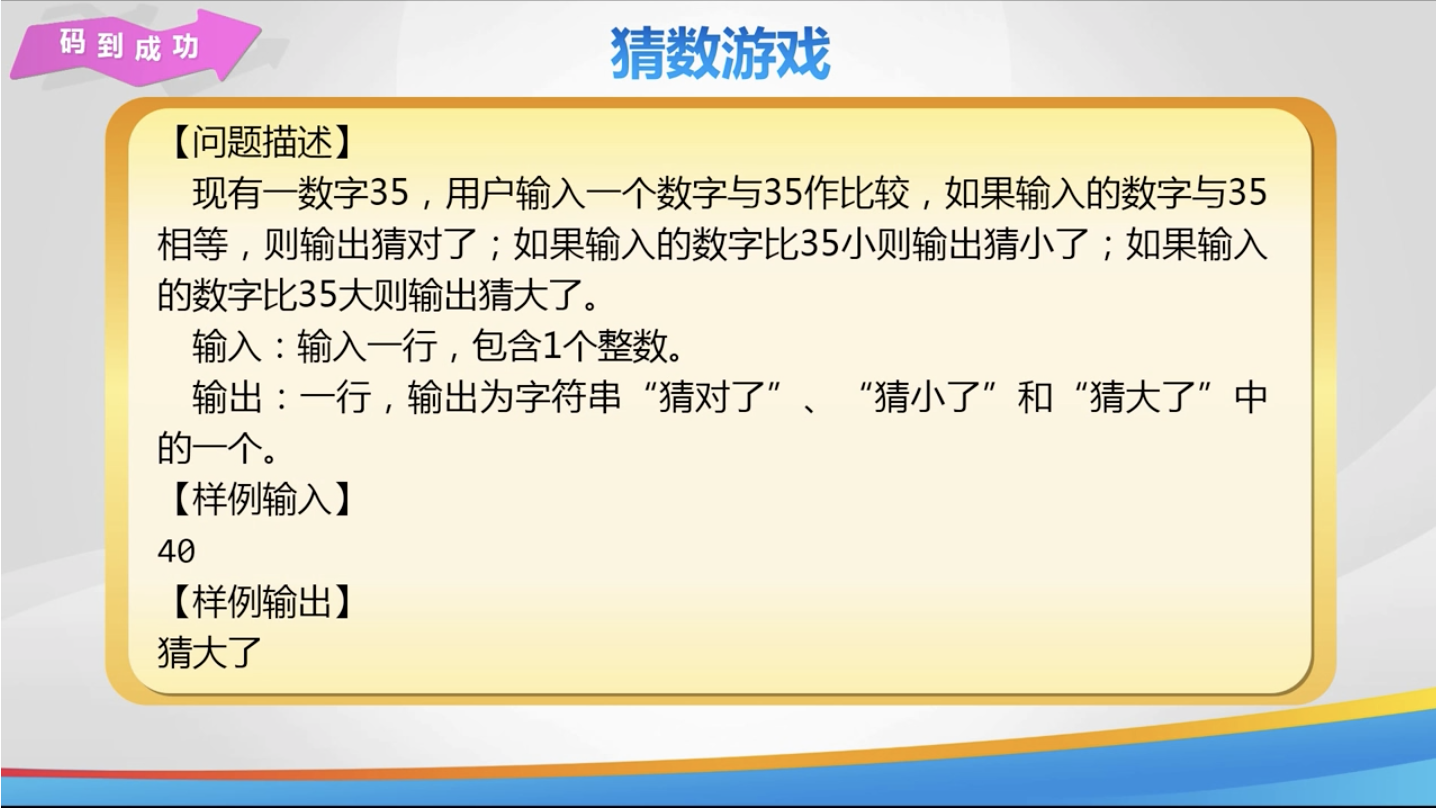 码到成功
猜数游戏
【问题描述】
现有一数字35，用户输入一个数字与35作比较，如果输入的数字与35
相等，则输出猜对了；如果输入的数字比35小则输出猜小了；如果输入
的数字比35大则输出猜大了。
输入：输入一行，包含1个整数。
输出：一行，输出为字符串“猜对了”、“猜小了”和“猜大了”中
的一个。
【样例输入】
40
【样例输出】
猜大了